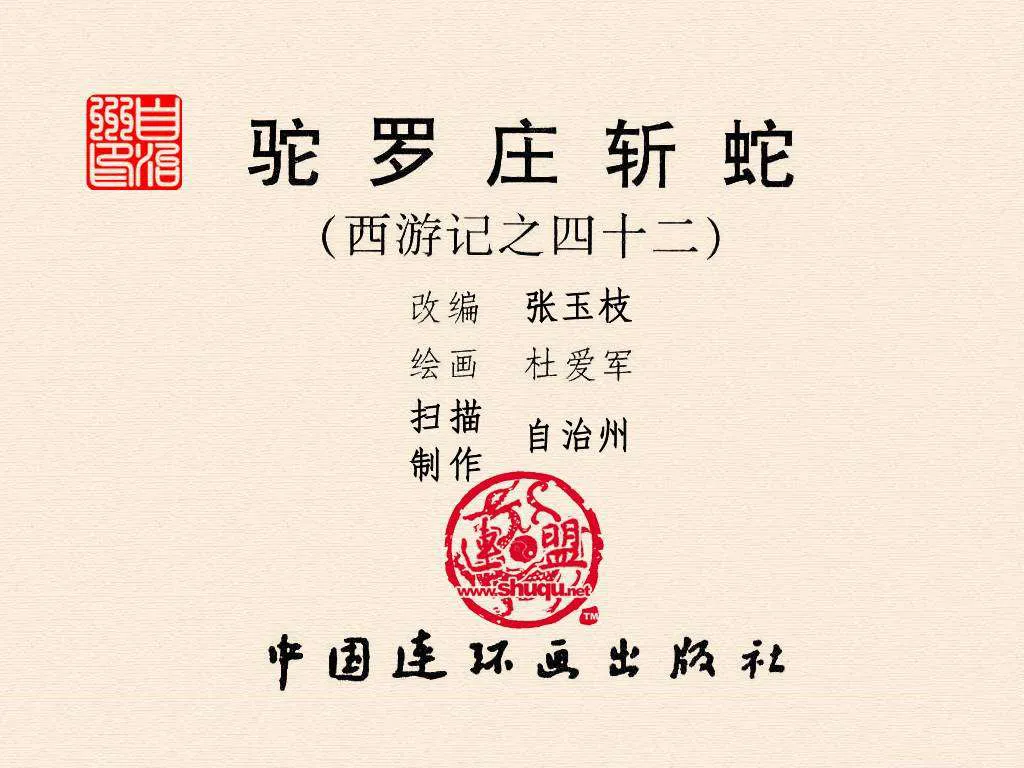 自治州印
驼罗庄斩蛇
(西游记之四十二)
改编 张玉枝
绘画 杜爱军
扫描制作 自治州
連盟
www.shuqu.net
TM
中国连环画出版社